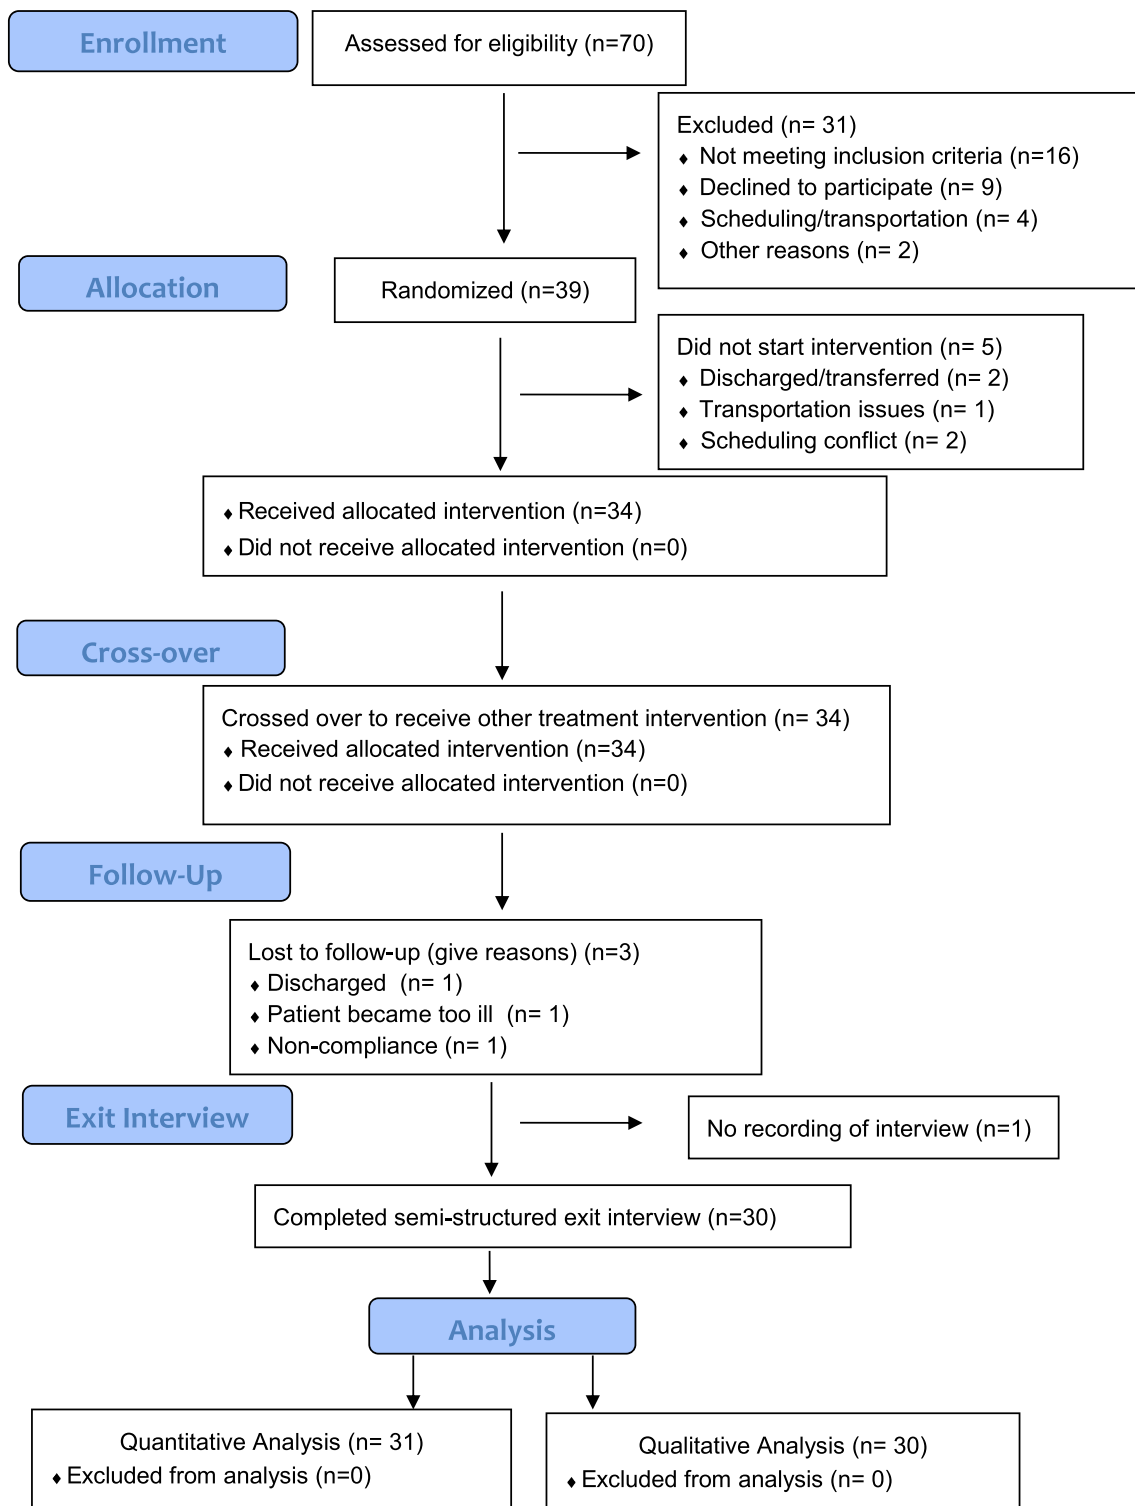 Enrollment
Assessed for eligibility (n=70)
Excluded (n= 31)
♦ Not meeting inclusion criteria (n=16)
♦ Declined to participate (n= 9)
♦ Scheduling/transportation (n= 4)
♦ Other reasons (n= 2)
Allocation
Randomized (n=39)
Did not start intervention (n= 5)
♦ Discharged/transferred (n= 2)
♦ Transportation issues (n= 1)
♦ Scheduling conflict (n= 2)
♦ Received allocated intervention (n=34)
♦ Did not receive allocated intervention (n=0)
Cross-over
Crossed over to receive other treatment intervention (n= 34)
♦ Received allocated intervention (n=34)
♦ Did not receive allocated intervention (n=0)
Follow-Up
Lost to follow-up (give reasons) (n=3)
♦ Discharged (n= 1)
♦ Patient became too ill (n= 1)
♦ Non-compliance (n= 1)
Exit Interview
No recording of interview (n=1)
Completed semi-structured exit interview (n=30)
Analysis
Quantitative Analysis (n= 31)
♦ Excluded from analysis (n=0)
Qualitative Analysis (n= 30)
♦ Excluded from analysis (n= 0)